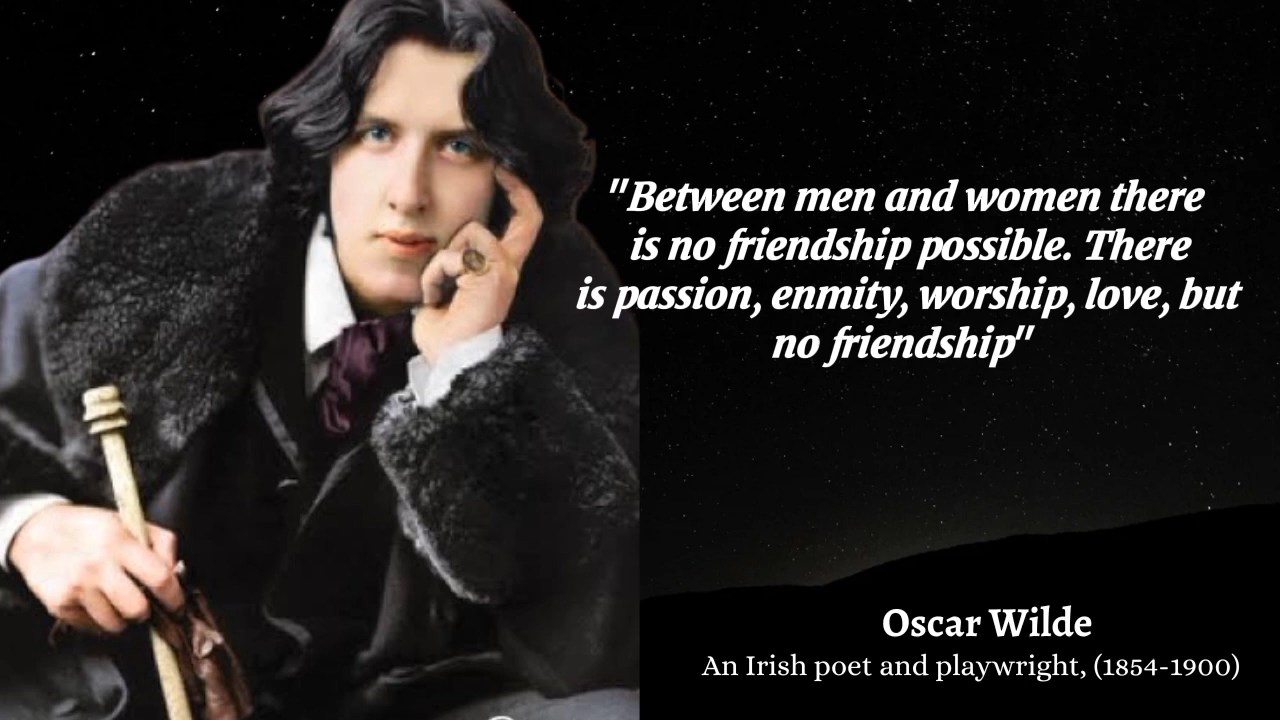 "Between men and women there
is no friendship possible. There
is passion, enmity, worship, love, but
no friendship"
Oscar Wilde
An Irish poet and playwright, (1854-1900)